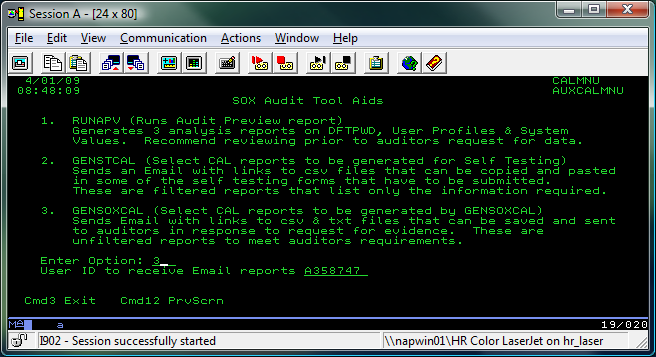 Session A - [24 x 80]
File Edit View Communication Actions Window Help
4/01/09 CALMNU
08:48:09 AUXCALMNU
SOX Audit Tool Aids
1. RUNAPV (Runs Audit Preview report)
Generates 3 analysis reports on DFTPWD, User Profiles & System
Values. Recommend reviewing prior to auditors request for data.
2. GENSTCAL (Select CAL reports to be generated for Self Testing)
Sends an Email with links to csv files that can be copied and pasted
in some of the self testing forms that have to be submitted.
These are filtered reports that list only the information required.
3. GENSOXCAL (Select CAL reports to be generated by GENSOXCAL)
Sends Email with links to csv & txt files that can be saved and sent
to auditors in response to request for evidence. These are
unfiltered reports to meet auditors requirements.
Enter Option: 3
User ID to receive Email reports A358747
Cmd3 Exit Cmd12 PrvScrn
MA a 19/020
I902 - Session successfully started \\napwin01\HR Color LaserJet on hr_laser